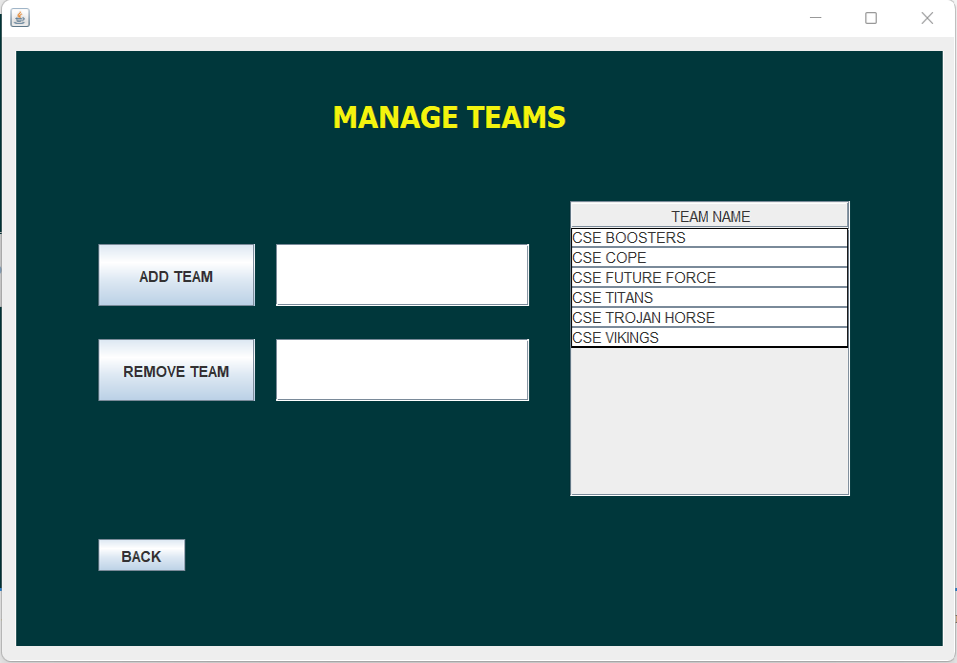 MANAGE TEAMS
ADD TEAM
REMOVE TEAM
TEAM NAME
CSE BOOSTERS
CSE COPE
CSE FUTURE FORCE
CSE TITANS
CSE TROJAN HORSE
CSE VIKINGS
BACK